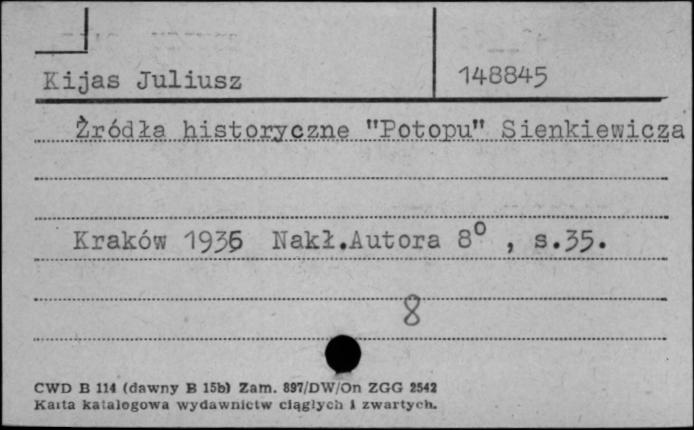 Kijas Juliusz
148845
Źródła historyczne "Potopu" Sienkiewicza
Kraków 1936 Nakł.Autora 8° , s.35.
8
CWD B 114 (dawny B 15b) Zam. 897/DW/On ZGG 2542
Karta katalogowa wydawnictw ciągłych i zwartych.